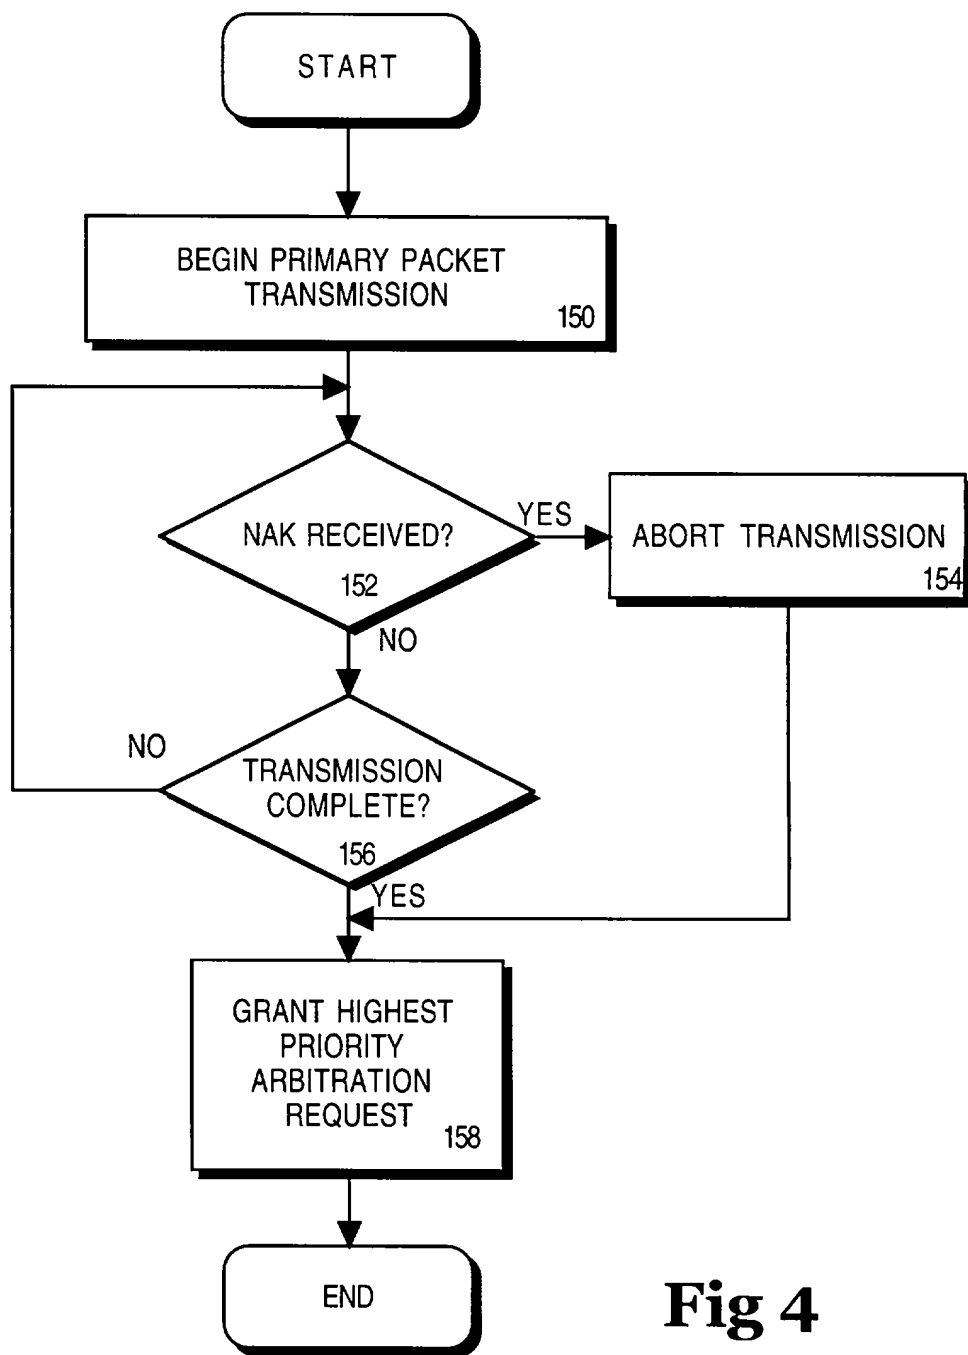 START
BEGIN PRIMARY PACKET
TRANSMISSION
150
NAK RECEIVED?
152
YES
ABORT TRANSMISSION
154
NO
NO
TRANSMISSION
COMPLETE?
156
YES
GRANT HIGHEST
PRIORITY
ARBITRATION
REQUEST
158
END
Fig 4